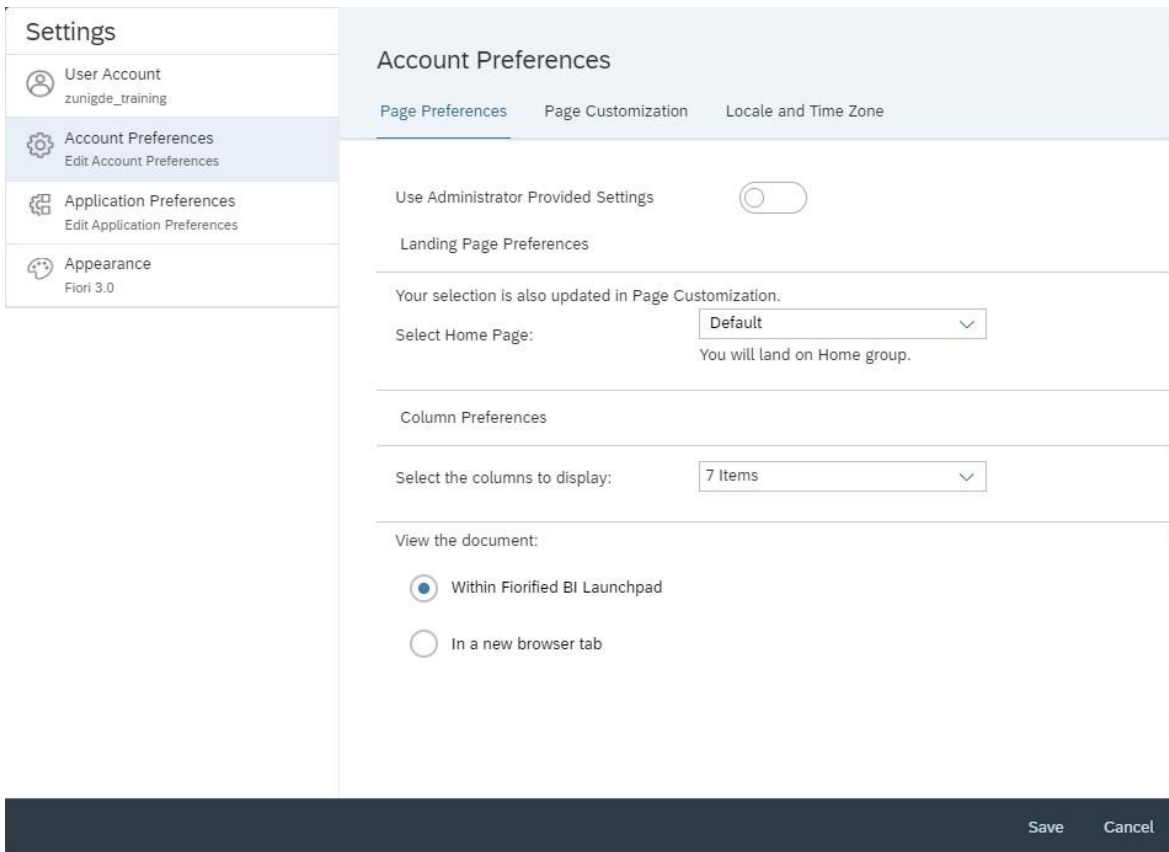 Settings
User Account
zunigde_training
Account Preferences
Edit Account Preferences
Application Preferences
Edit Application Preferences
Appearance
Fiori 3.0
Account Preferences
Page Preferences Page Customization Locale and Time Zone
Use Administrator Provided Settings
Landing Page Preferences
Your selection is also updated in Page Customization.
Select Home Page: Default
You will land on Home group.
Column Preferences
Select the columns to display: 7 Items
View the document:
Within Fiorified BI Launchpad
In a new browser tab
Save Cancel